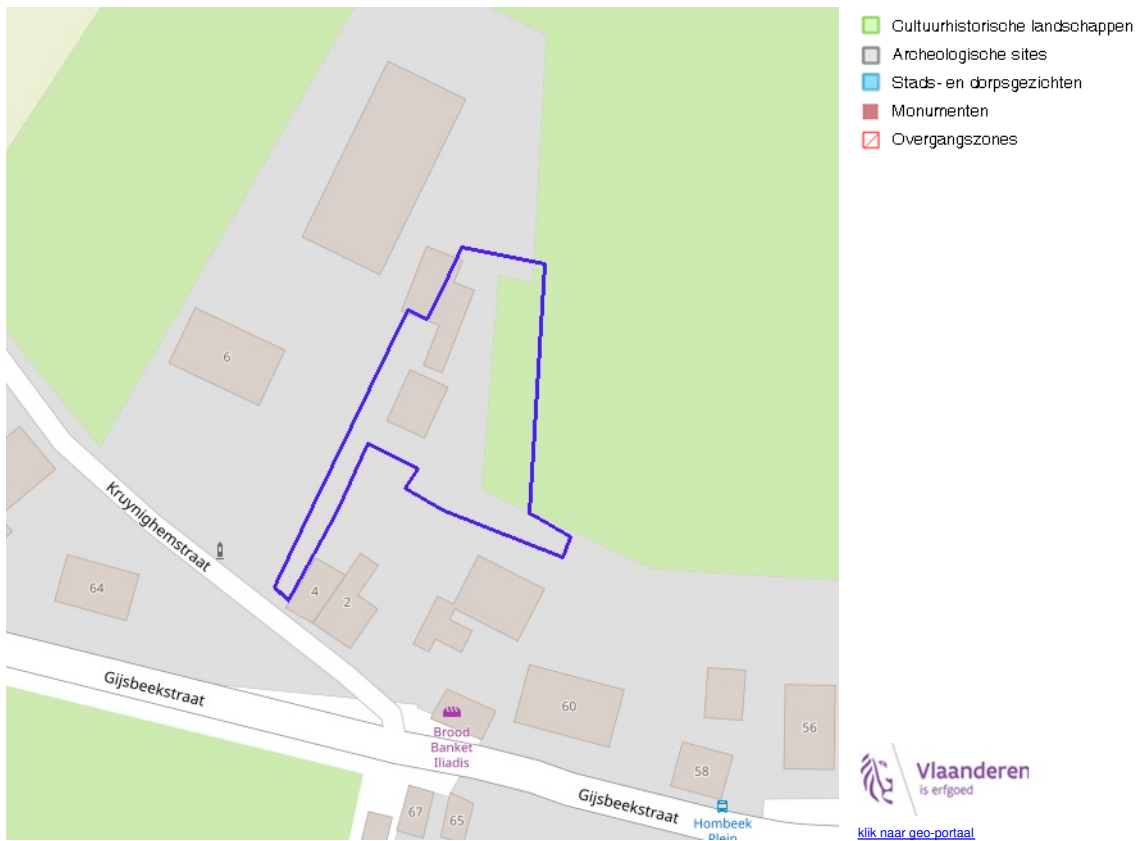 Cultuurhistorische landschappen
Archeologische sites
Stads- en dorpsgezichten
Monumenten
Overgangszones
6
Kruynighemstraat
4
2
64
Gijsbeekstraat
60
56
Brood
Banket
Iliadis
58
Gijsbeekstraat
67
65
Hombeek
Plein
Vlaanderen
is erfgoed
klik naar geo-portaal